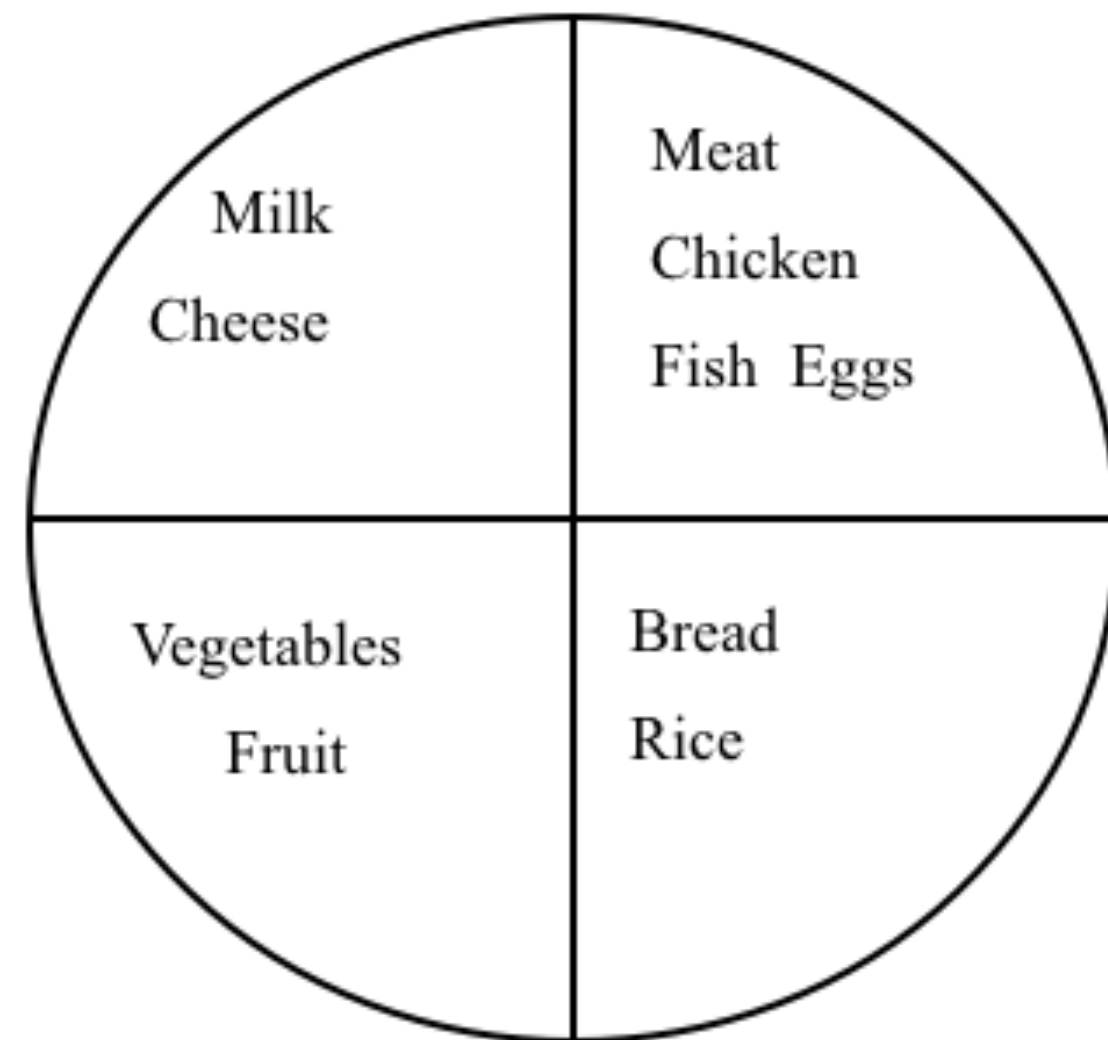 Milk
Cheese
Meat
Chicken
Fish Eggs
Vegetables
Fruit
Bread
Rice